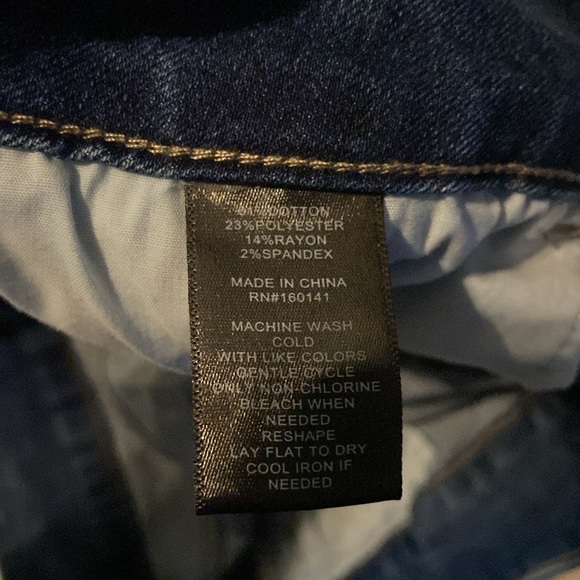 61%COTTON
23%POLYESTER
14%RAYON
2%SPANDEX
MADE IN CHINA
RN#160141
MACHINE WASH
COLD
WITH LIKE COLORS
GENTLE CYCLE
ONLY NON-CHLORINE
BLEACH WHEN
NEEDED
RESHAPE
LAY FLAT TO DRY
COOL IRON IF
NEEDED